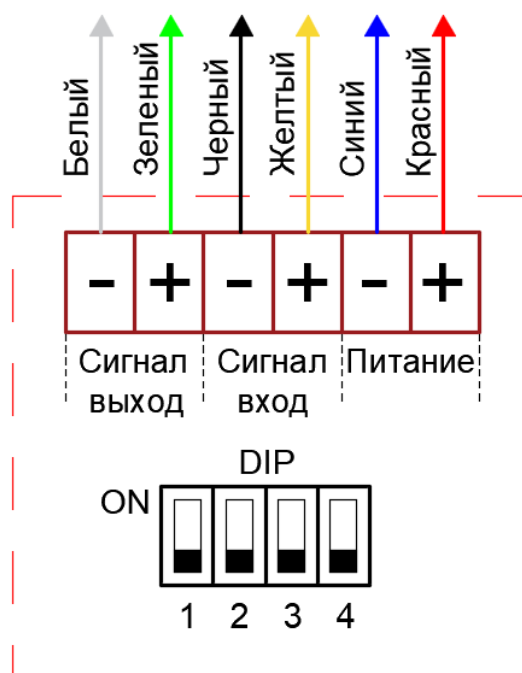 Белый
Зеленый
Черный
Желтый
Синий
Красный
- + - + - +
Сигнал выход
Сигнал вход
Питание
DIP
ON
1 2 3 4